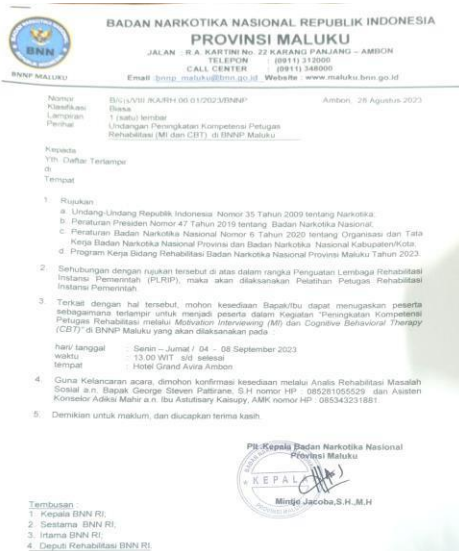 BADAN NARKOTIKA NASIONAL REPUBLIK INDONESIA
PROVINSI MALUKU
JALAN : R.A. KARTINI No. 22 KARANG PANJANG – AMBON
TELEPON : (0911) 312000
CALL CENTER : (0911) 348000
Email bnnp_maluku@bnn.go.id Website : www.maluku.bnn.go.id
BNN
BNNP MALUKU
Nomor /KA/RH.00.01/2023/BNNP Ambon, 28 Agustus 2023
Klasifikasi Biasa
Lampiran 1 (satu) lembar
Perihal Undangan Peningkatan Kompetensi Petugas
Rehabilitasi (MI dan CBT) di BNNP Maluku
Kepada
Yth. Daftar Terlampir
di
Tempat
1. Rujukan :
a. Undang-Undang Republik Indonesia Nomor 35 Tahun 2009 tentang Narkotika;
b. Peraturan Presiden Nomor 47 Tahun 2019 tentang Badan Narkotika Nasional;
c. Peraturan Badan Narkotika Nasional Nomor 6 Tahun 2020 tentang Organisasi dan Tata
Kerja Badan Narkotika Nasional Provinsi dan Badan Narkotika Nasional Kabupaten/Kota;
d. Program Kerja Bidang Rehabilitasi Badan Narkotika Nasional Provinsi Maluku Tahun 2023.
2. Sehubungan dengan rujukan tersebut di atas dalam rangka Penguatan Lembaga Rehabilitasi
Instansi Pemerintah (PLRIP), maka akan dilaksanakan Pelatihan Petugas Rehabilitasi
Instansi Pemerintah.
3. Terkait dengan hal tersebut, mohon kesediaan Bapak/Ibu dapat menugaskan peserta
sebagaimana terlampir untuk menjadi peserta dalam Kegiatan "Peningkatan Kompetensi
Petugas Rehabilitasi melalui Motivation Interviewing (MI) dan Cognitive Behavioral Therapy
(CBT)" di BNNP Maluku yang akan dilaksanakan pada :
hari/ tanggal : Senin – Jumat / 04 - 08 September 2023
waktu : 13.00 WIT s/d selesai
tempat : Hotel Grand Avira Ambon
4. Guna Kelancaran acara, dimohon konfirmasi kesediaan melalui Analis Rehabilitasi Masalah
Sosial a.n. Bapak George Steven Pattirane, S.H nomor HP : 085281055529 dan Asisten
Konselor Adiksi Mahir a.n. Ibu Astutisary Kaisupy, AMK nomor HP : 085343231881
5. Demikian untuk maklum, dan diucapkan terima kasih.
Plt. Kepala Badan Narkotika Nasional
Provinsi Maluku
KEPALA
Mintje Jacoba,S.H.,M.H
Tembusan :
1. Kepala BNN RI;
2. Sestama BNN RI;
3. Irtama BNN RI;
4. Deputi Rehabilitasi BNN RI.